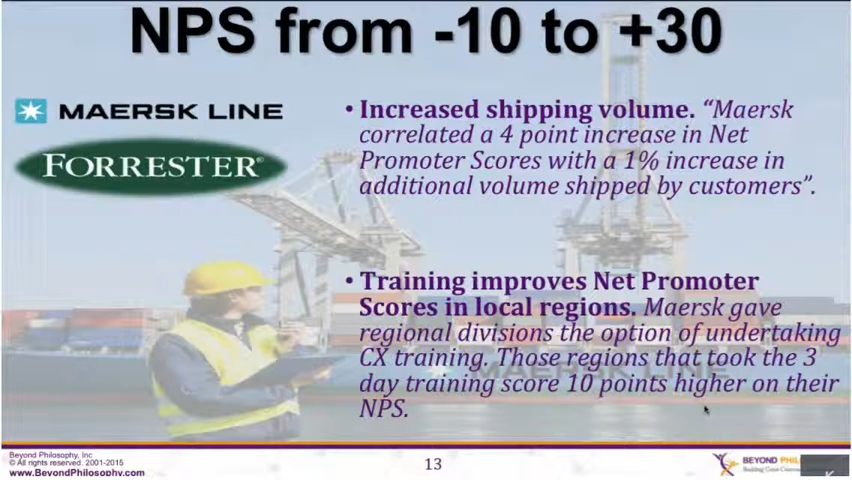 NPS from -10 to +30
MAERSK LINE
FORRESTER®
• Increased shipping volume. “Maersk
correlated a 4 point increase in Net
Promoter Scores with a 1% increase in
additional volume shipped by customers”.
• Training improves Net Promoter
Scores in local regions. Maersk gave
regional divisions the option of undertaking
CX training. Those regions that took the 3
day training score 10 points higher on their
NPS.
MAERSK LINE
Beyond Philosophy, Inc
© All rights reserved. 2001-2015
www.BeyondPhilosophy.com
13
BEYOND